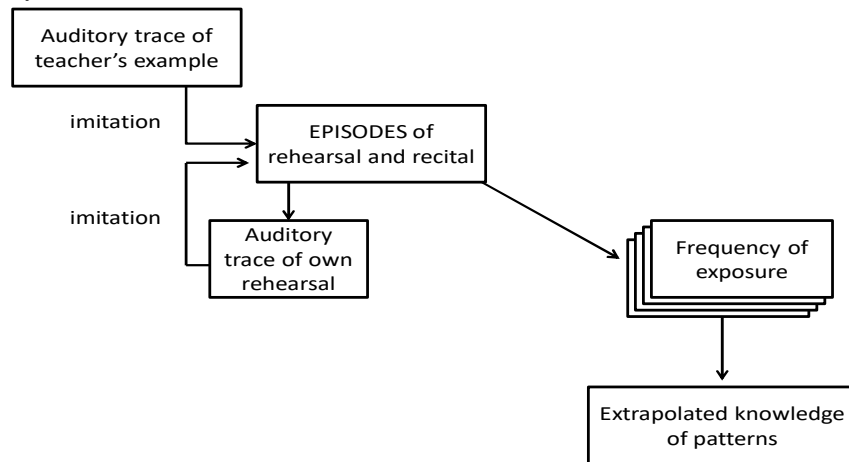 Auditory trace of
teacher’s example
imitation
EPISODES of
rehearsal and recital
imitation
Auditory
trace of own
rehearsal
Frequency of
exposure
Extrapolated knowledge
of patterns